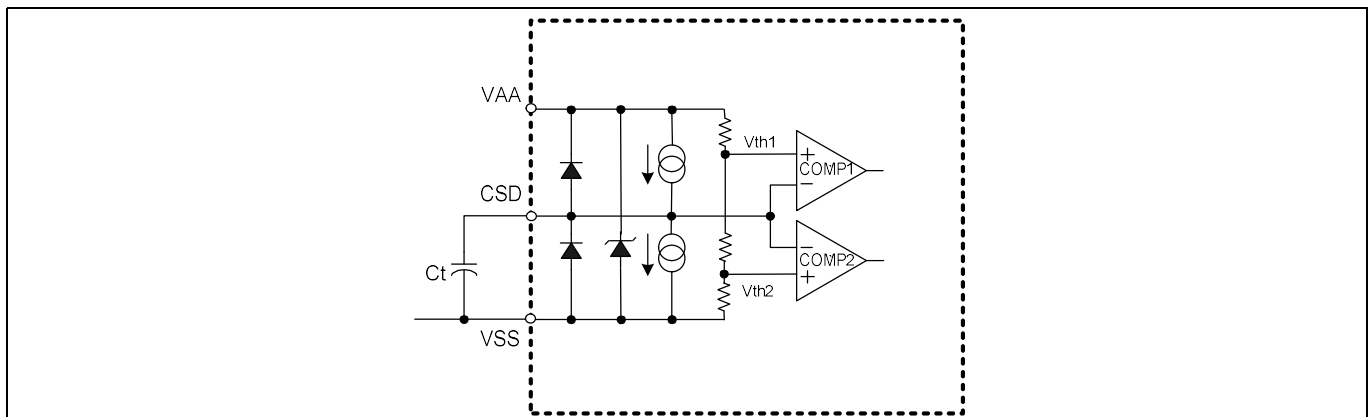 VAA
Vth1
+
COMP1
−
CSD
−
COMP2
+
Ct
Vth2
VSS